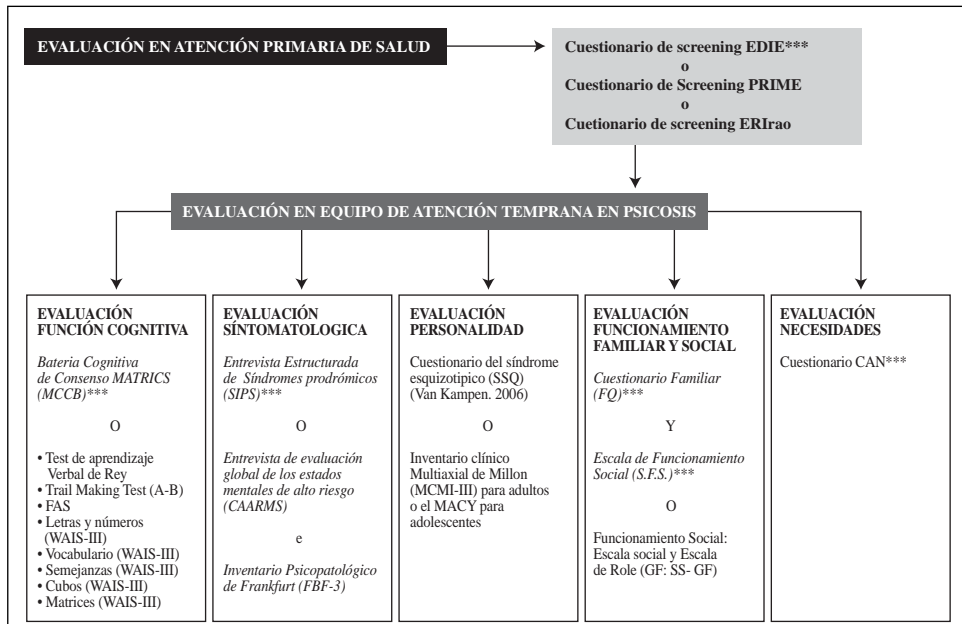 EVALUACIÓN EN ATENCIÓN PRIMARIA DE SALUD
Cuestionario de screening EDIE***
o
Cuestionario de Screening PRIME
o
Cuetionario de screening ERIrao
EVALUACIÓN EN EQUIPO DE ATENCIÓN TEMPRANA EN PSICOSIS
EVALUACIÓN
FUNCIÓN COGNITIVA
Bateria Cognitiva
de Consenso MATRICS
(MCCB)***
O
• Test de aprendizaje
Verbal de Rey
• Trail Making Test (A-B)
• FAS
• Letras y números
(WAIS-III)
• Vocabulario (WAIS-III)
• Semejanzas (WAIS-III)
• Cubos (WAIS-III)
• Matrices (WAIS-III)
EVALUACIÓN
SÍNTOMATOLOGICA
Entrevista Estructurada
de Síndromes prodrómicos
(SIPS)***
O
Entrevista de evaluación
global de los estados
mentales de alto riesgo
(CAARMS)
e
Inventario Psicopatológico
de Frankfurt (FBF-3)
EVALUACIÓN
PERSONALIDAD
Cuestionario del síndrome
esquizotipico (SSQ)
(Van Kampen. 2006)
O
Inventario clínico
Multiaxial de Millon
(MCMI-III) para adultos
o el MACY para
adolescentes
EVALUACIÓN
FUNCIONAMIENTO
FAMILIAR Y SOCIAL
Cuestionario Familiar
(FQ)***
Y
Escala de Funcionamiento
Social (S.F.S.)***
O
Funcionamiento Social:
Escala social y Escala
de Role (GF: SS- GF)
EVALUACIÓN
NECESIDADES
Cuestionario CAN***